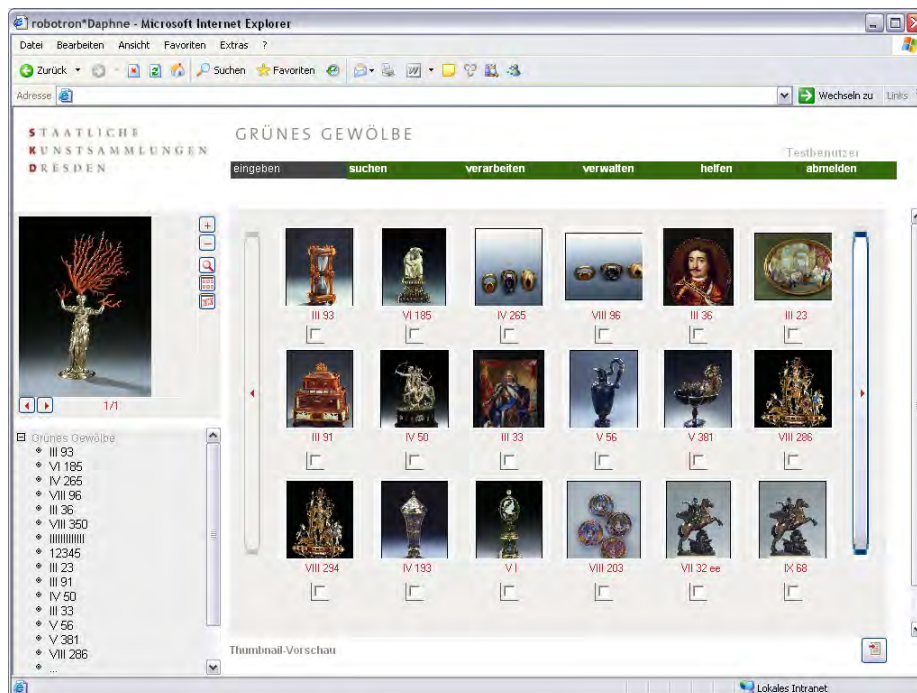 robotron*Daphne - Microsoft Internet Explorer
Datei Bearbeiten Ansicht Favoriten Extras ?
Zurück Suchen Favoriten
Adresse Wechseln zu Links
STAATLICHE
KUNSTSAMMLUNGEN
DRESDEN
GRÜNES GEWÖLBE
Testbenutzer
eingeben suchen verarbeiten verwalten helfen abmelden
III 93 VI 185 IV 265 VIII 96 III 36 III 23
III 91 IV 50 III 33 V 56 V 381 VIII 286
VIII 294 IV 193 V I VIII 203 VII 32 ee IX 68
1/1
Grünes Gewölbe
III 93
VI 185
IV 265
VIII 96
III 36
VIII 350
12345
III 23
III 91
IV 50
III 33
V 56
V 381
VIII 286
...
Thumbnail-Vorschau
Lokales Intranet